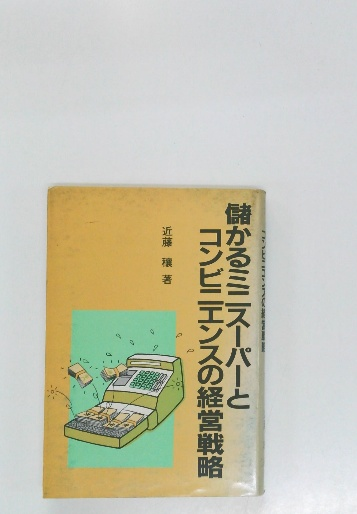 儲かるミニスーパーと
コンビニエンスの経営戦略
近藤 穣 著